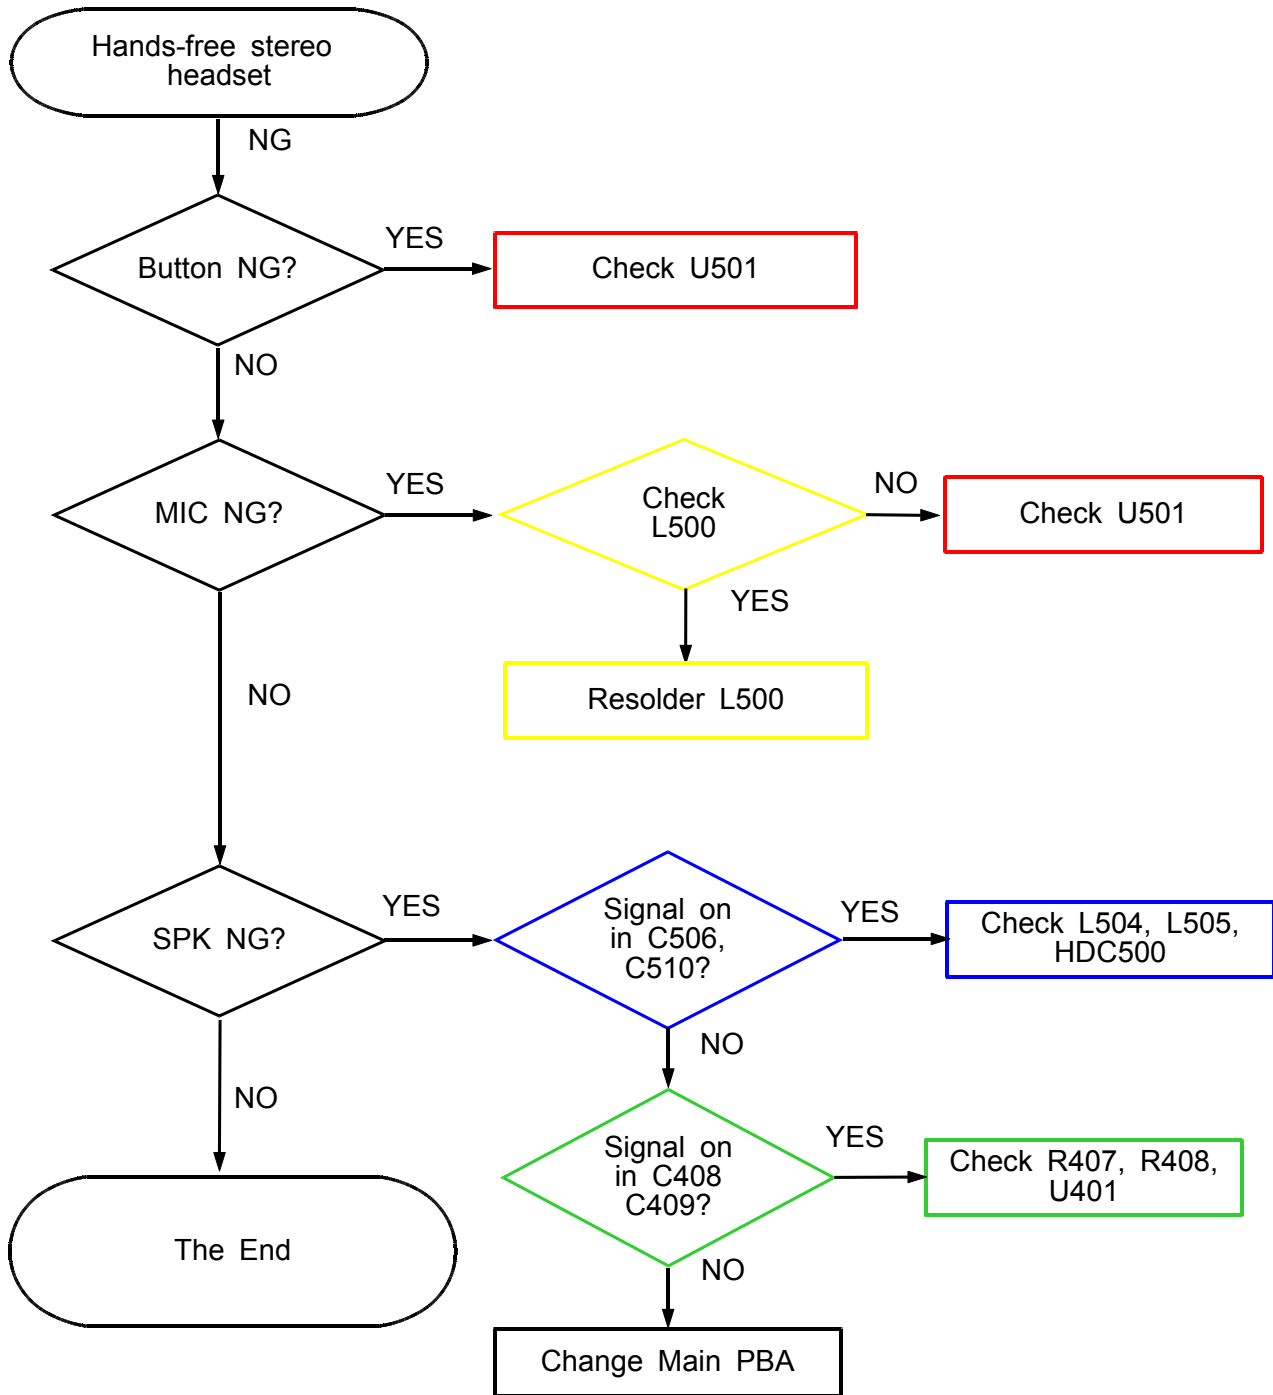 Hands-free stereo
headset
NG
Button NG?
YES
Check U501
NO
MIC NG?
YES
Check
L500
NO
Check U501
YES
Resolder L500
NO
SPK NG?
YES
Signal on
in C506,
C510?
YES
Check L504, L505,
HDC500
NO
NO
Signal on
in C408
C409?
YES
Check R407, R408,
U401
The End
NO
Change Main PBA